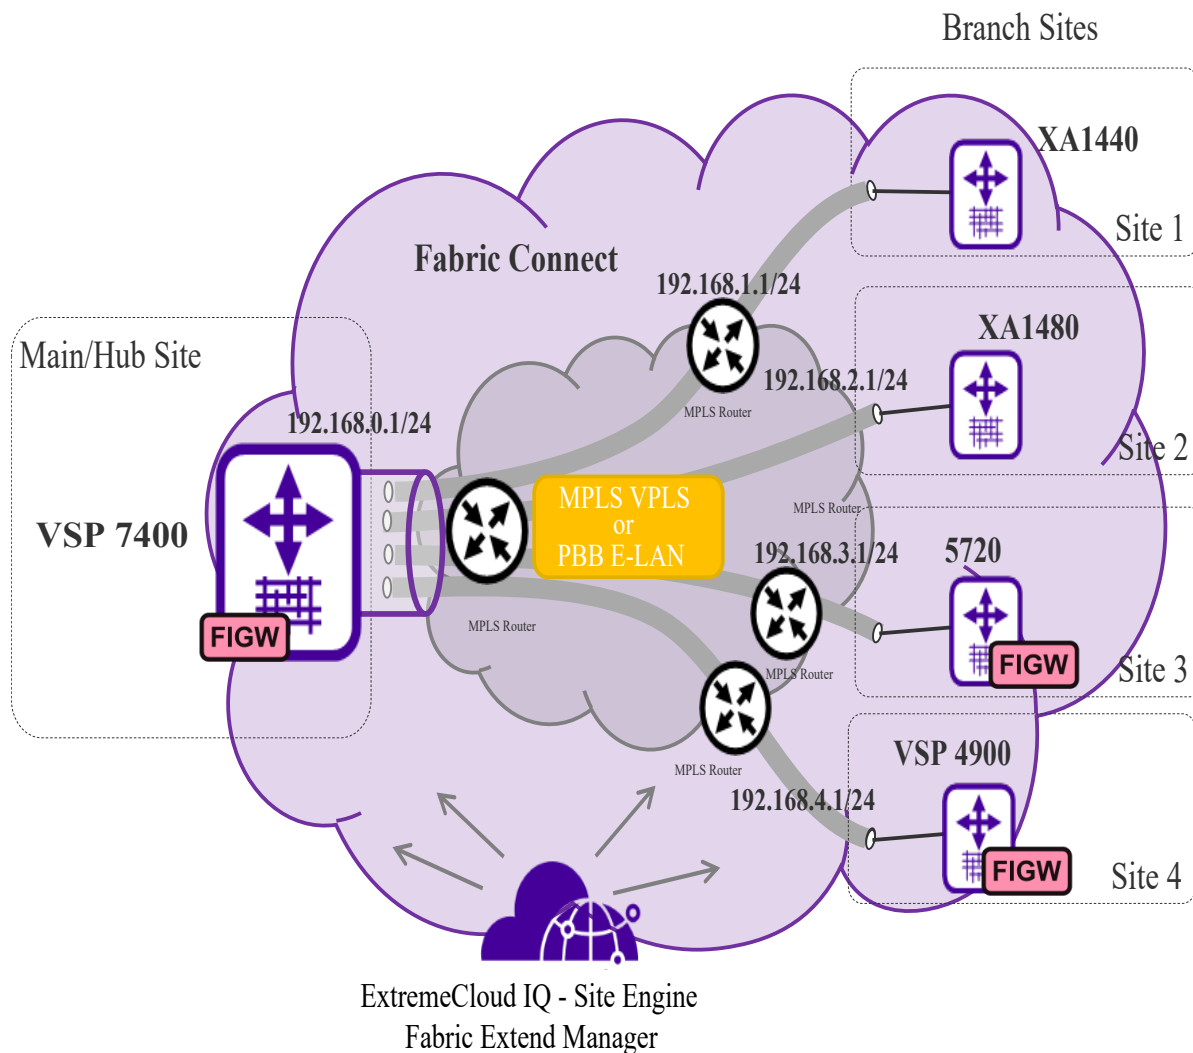 Branch Sites
XA1440
Site 1
Fabric Connect
192.168.1.1/24
XA1480
Main/Hub Site
192.168.2.1/24
MPLS Router
192.168.0.1/24
Site 2
MPLS VPLS
or
PBB E-LAN
MPLS Router
VSP 7400
192.168.3.1/24
5720
FIGW
MPLS Router
MPLS Router
FIGW
Site 3
VSP 4900
MPLS Router
192.168.4.1/24
FIGW
Site 4
ExtremeCloud IQ - Site Engine
Fabric Extend Manager